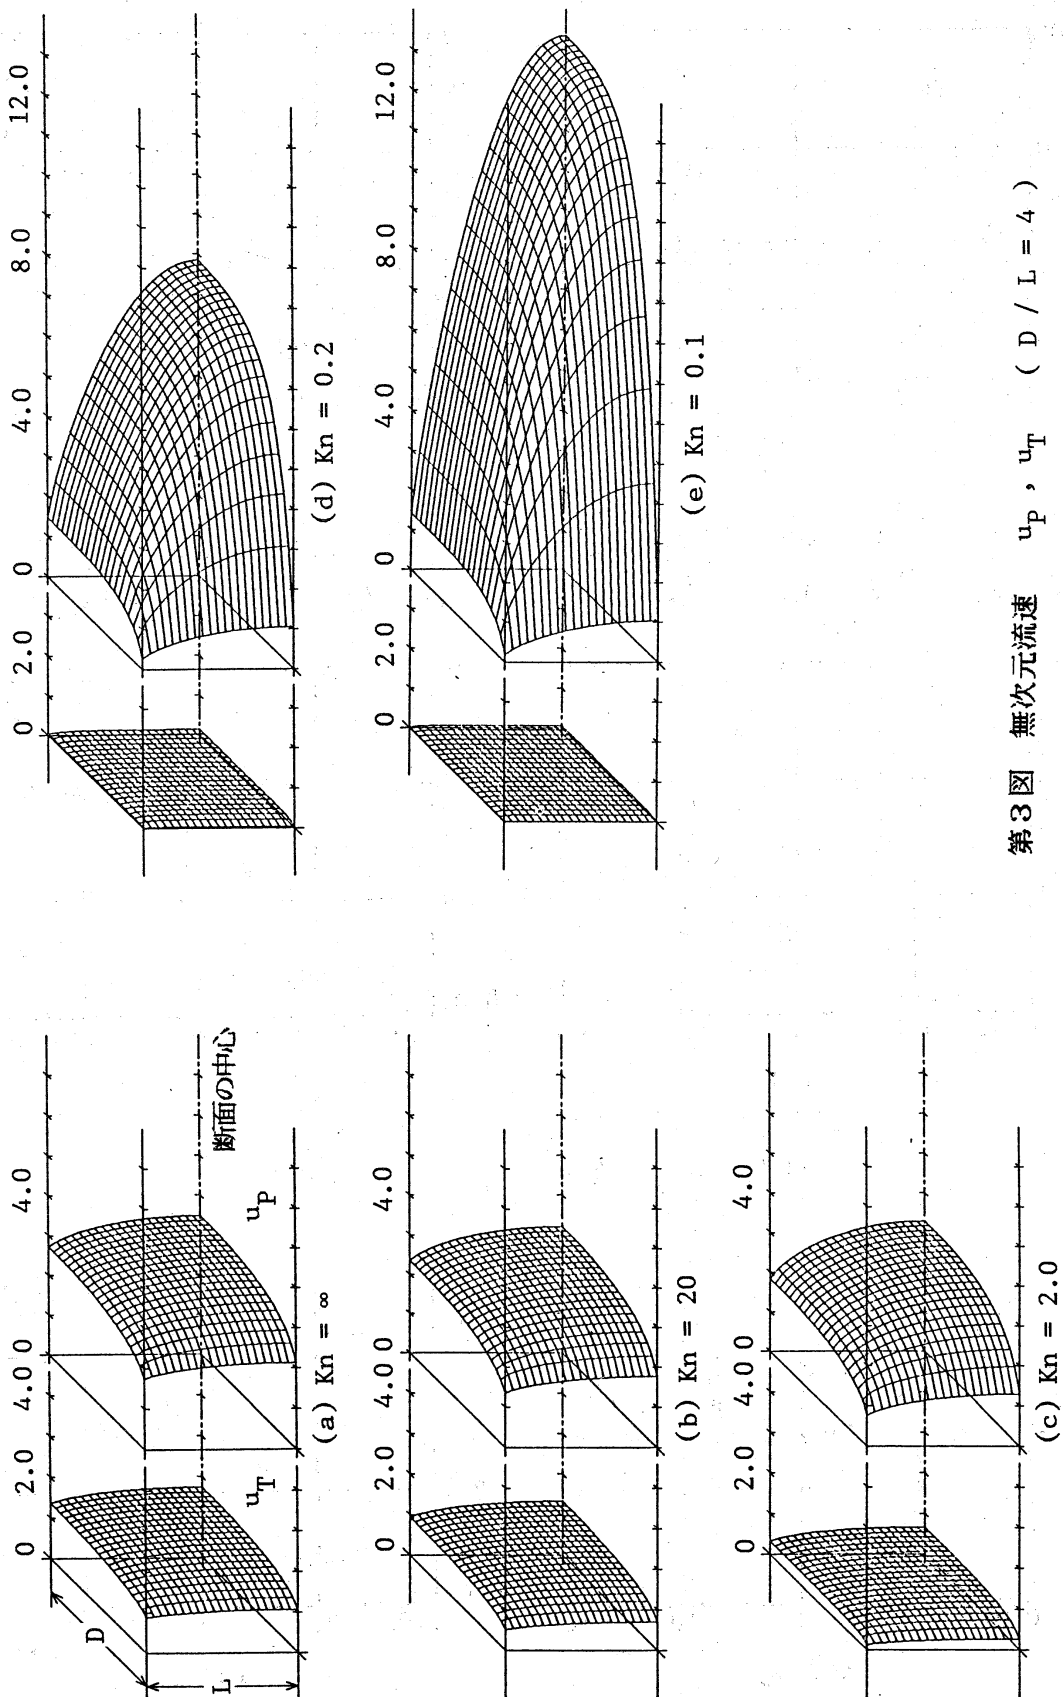 0 2.0 4.0 0 4.0
D
L
u_T
u_P
断面の中心
(a) Kn = ∞
0 2.0 4.0 0 4.0
(b) Kn = 20
0 2.0 4.0 0 4.0
(c) Kn = 2.0
0 2.0 0 4.0 8.0 12.0
(d) Kn = 0.2
0 2.0 0 4.0 8.0 12.0
(e) Kn = 0.1
第3図 無次元流速 u_P , u_T ( D / L = 4 )